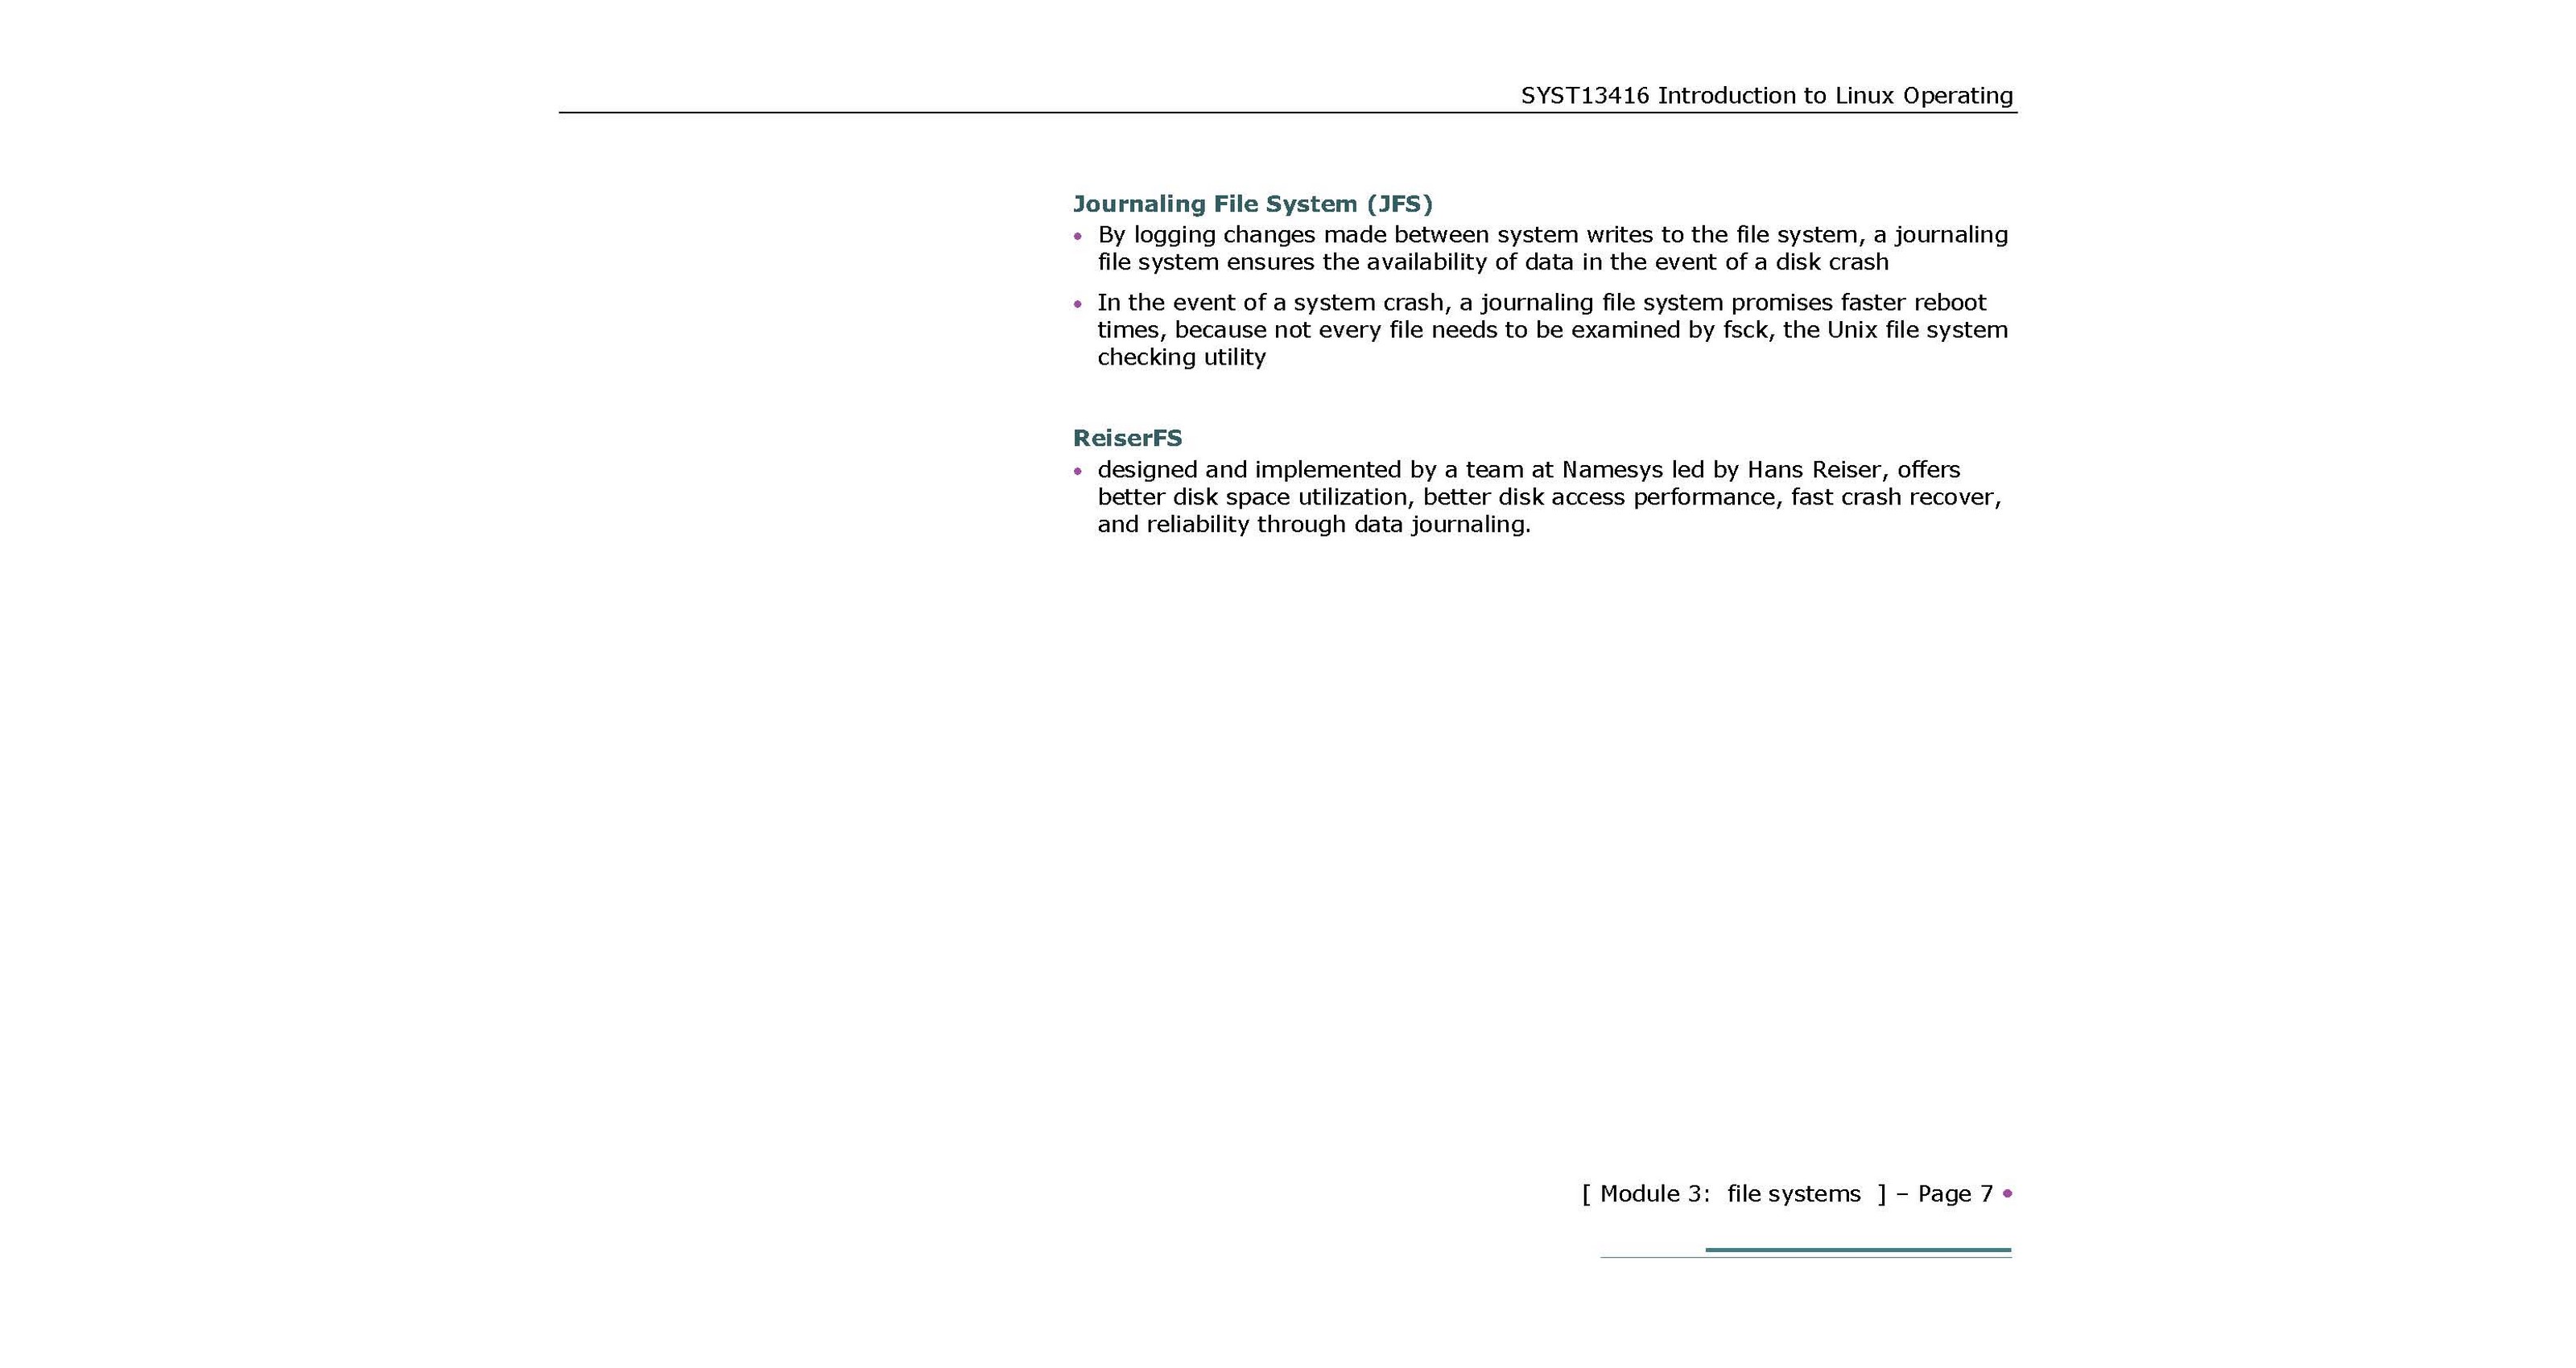 SYST13416 Introduction to Linux Operating
Journaling File System (JFS)
• By logging changes made between system writes to the file system, a journaling
file system ensures the availability of data in the event of a disk crash
• In the event of a system crash, a journaling file system promises faster reboot
times, because not every file needs to be examined by fsck, the Unix file system
checking utility
ReiserFS
• designed and implemented by a team at Namesys led by Hans Reiser, offers
better disk space utilization, better disk access performance, fast crash recover,
and reliability through data journaling.
[ Module 3: file systems ] – Page 7 •